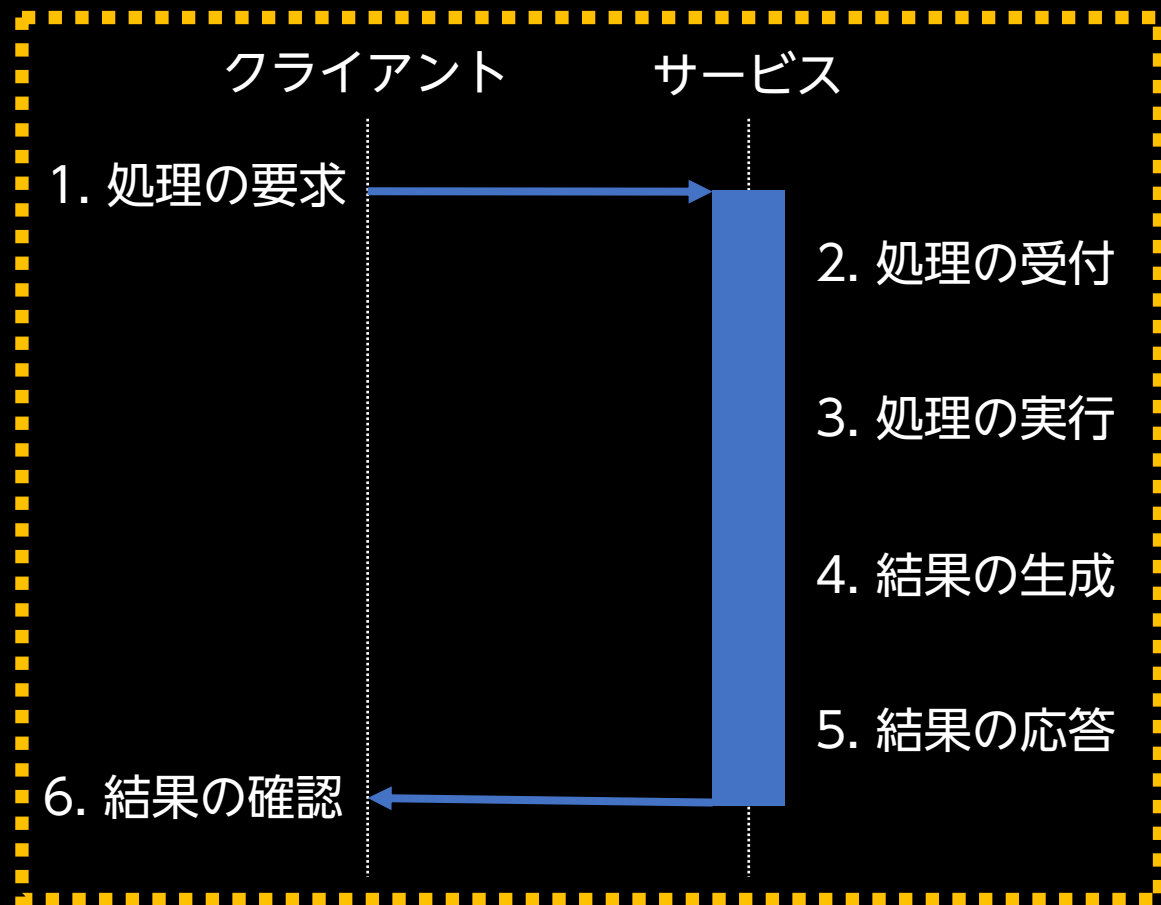 クライアント
サービス
1. 処理の要求
2. 処理の受付
3. 処理の実行
4. 結果の生成
5. 結果の応答
6. 結果の確認